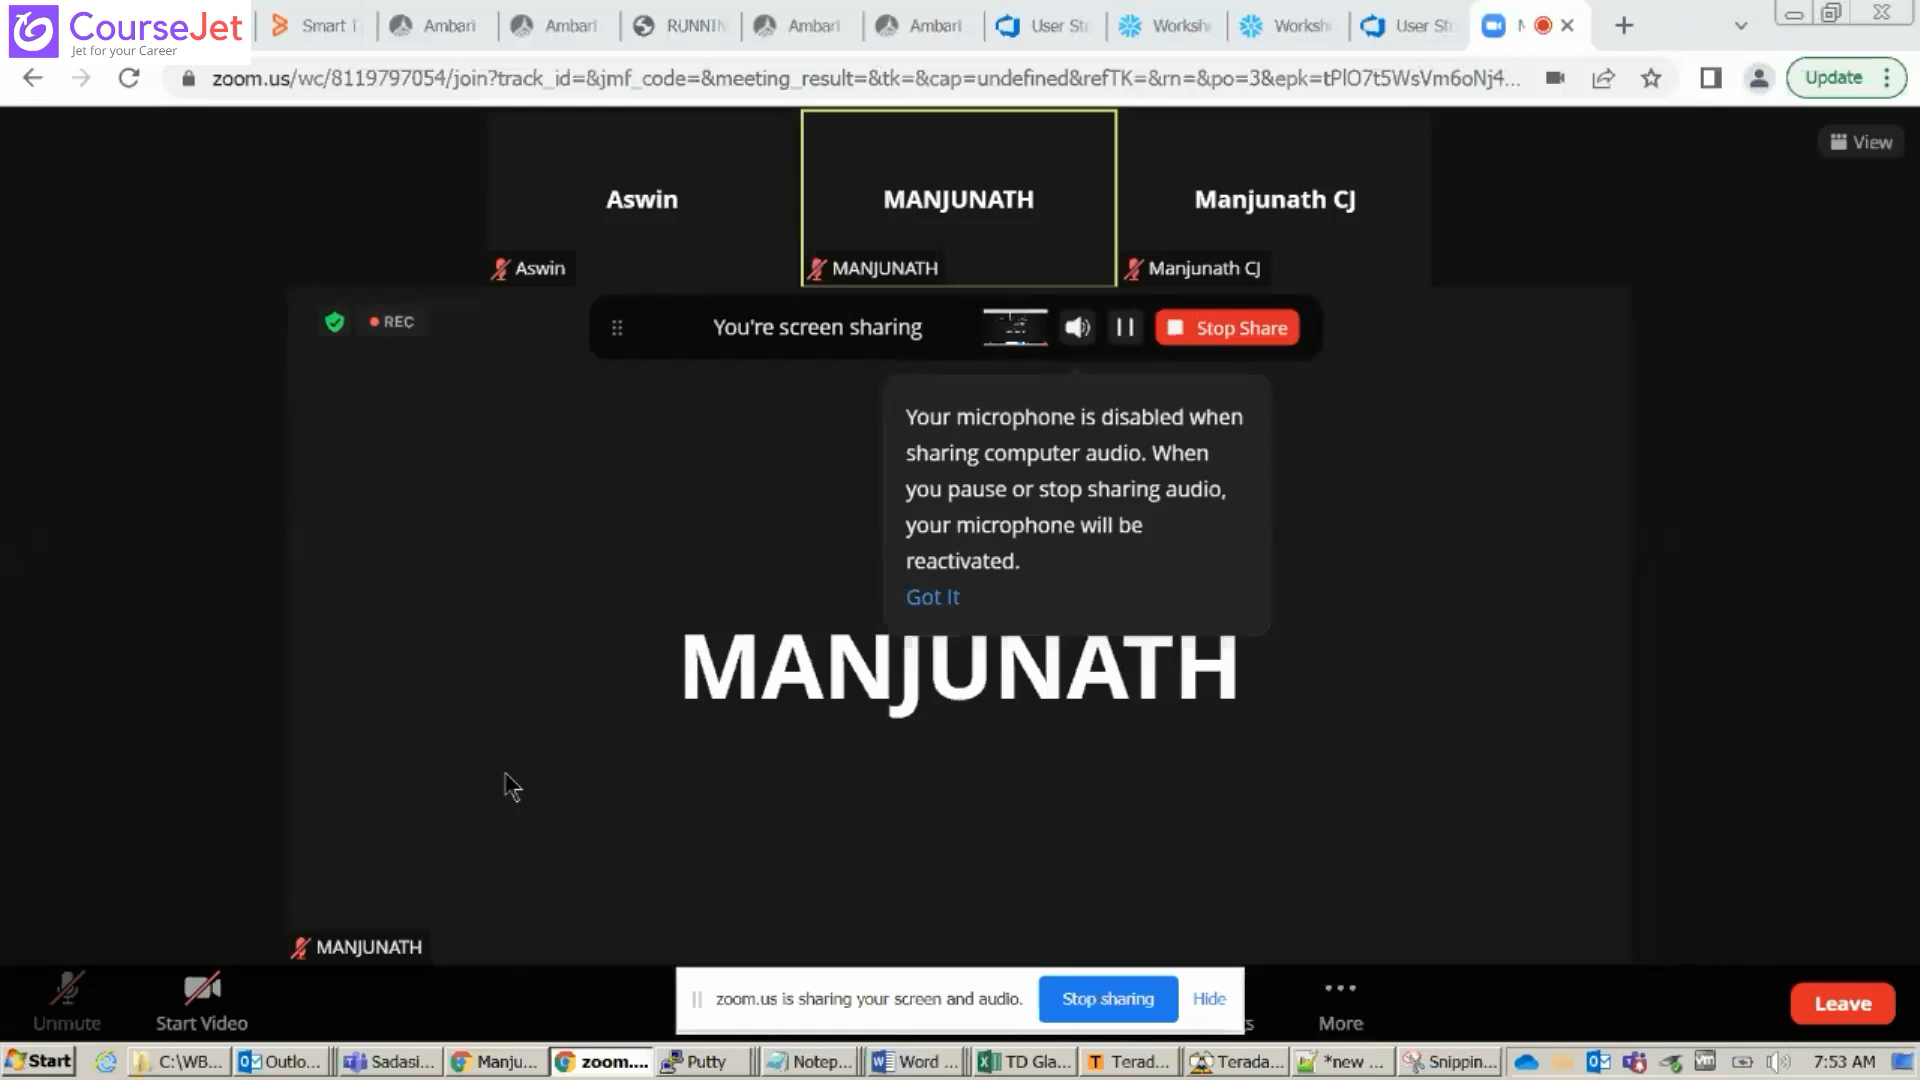 CourseJet
Jet for your Career
Smart T
Ambari
Ambari
RUNNIN
Ambari
Ambari
User St
Worksh
Worksh
User St
zoom.us/wc/8119797054/join?track_id=&jmf_code=&meeting_result=&tk=&cap=undefined&refTK=&rn=&po=3&epk=tPlO7t5WsVm6oNj4...
Update
View
Aswin
MANJUNATH
Manjunath CJ
Aswin
MANJUNATH
Manjunath CJ
REC
You're screen sharing
Stop Share
Your microphone is disabled when
sharing computer audio. When
you pause or stop sharing audio,
your microphone will be
reactivated.
Got It
MANJUNATH
MANJUNATH
Unmute
Start Video
zoom.us is sharing your screen and audio.
Stop sharing
Hide
More
Leave
Start
C:\WB...
Outlo...
Sadasi...
Manju...
zoom....
Putty
Notep...
Word ...
TD Gla...
Terad...
Terada...
*new ...
Snippin...
7:53 AM